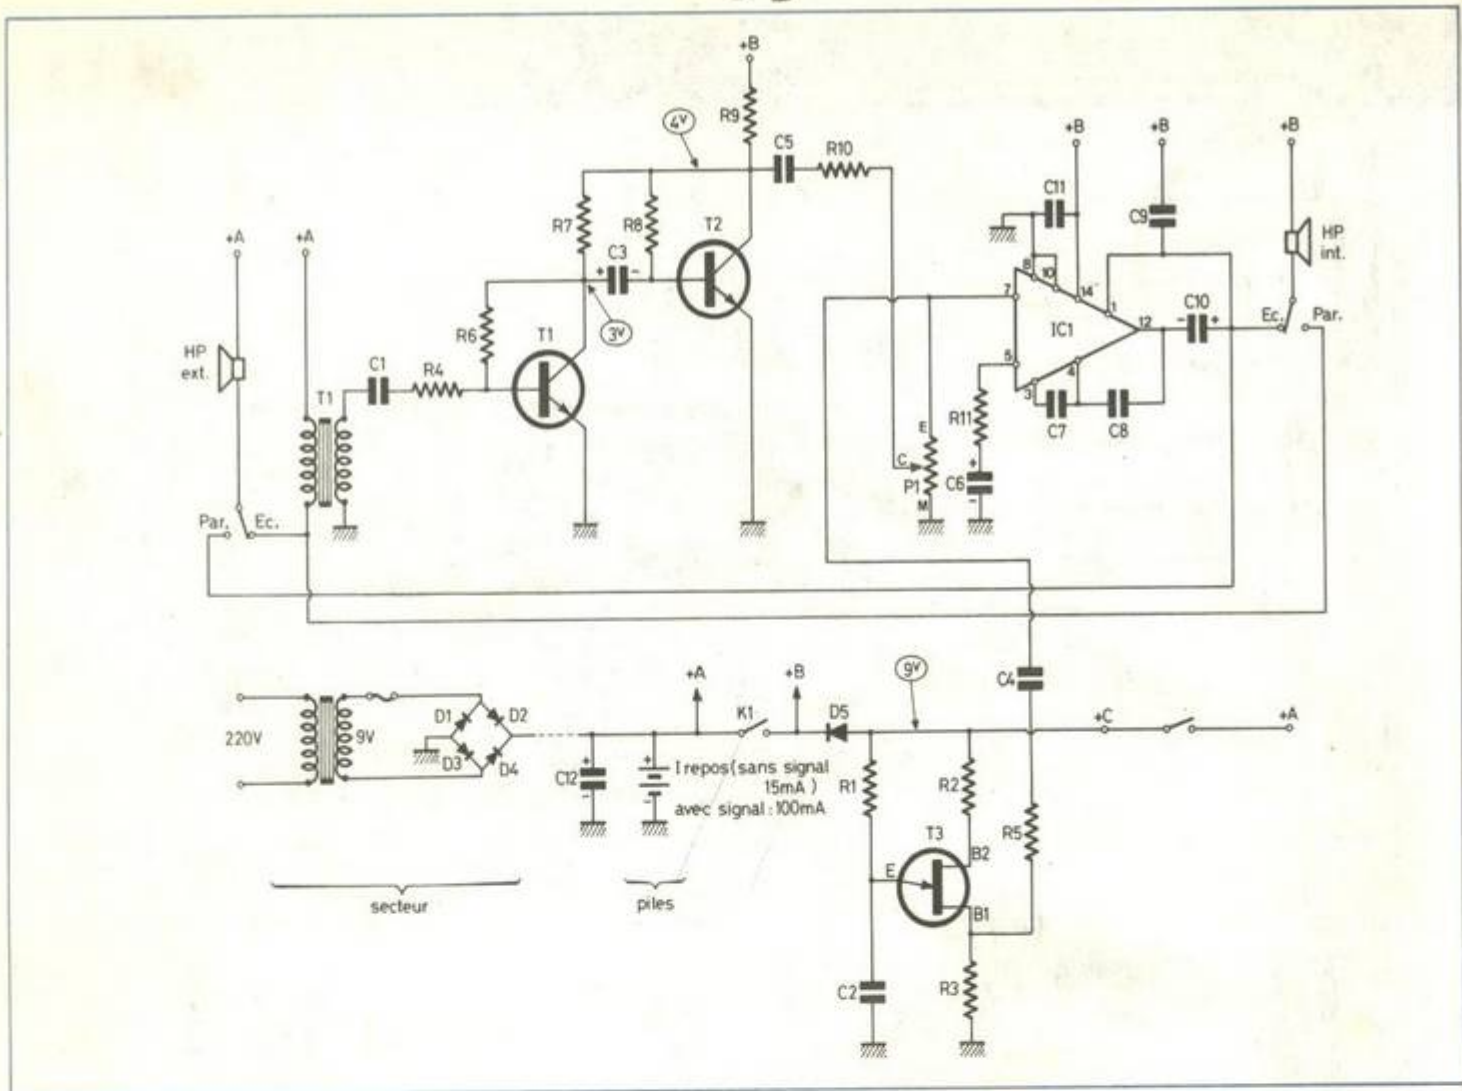 +B
R9
4V
C5
R10
+B
+B
+B
C11
C9
HP
int.
R7
R8
T2
+A
+A
C3
+
-
8
10
14
1
7
IC1
12
C10
-
+
Ec.
Par.
R6
3V
T1
HP
ext.
C1
R4
T1
5
3
4
R11
C7
C8
E
C
P1
M
+
C6
-
Par.
Ec.
C4
+A
+B
9V
K1
D5
+C
+A
220V
9V
D1
D2
D3
D4
+
C12
-
+
-
I repos (sans signal
15mA )
avec signal : 100mA
R1
R2
R5
T3
B2
E
B1
C2
R3
secteur
piles